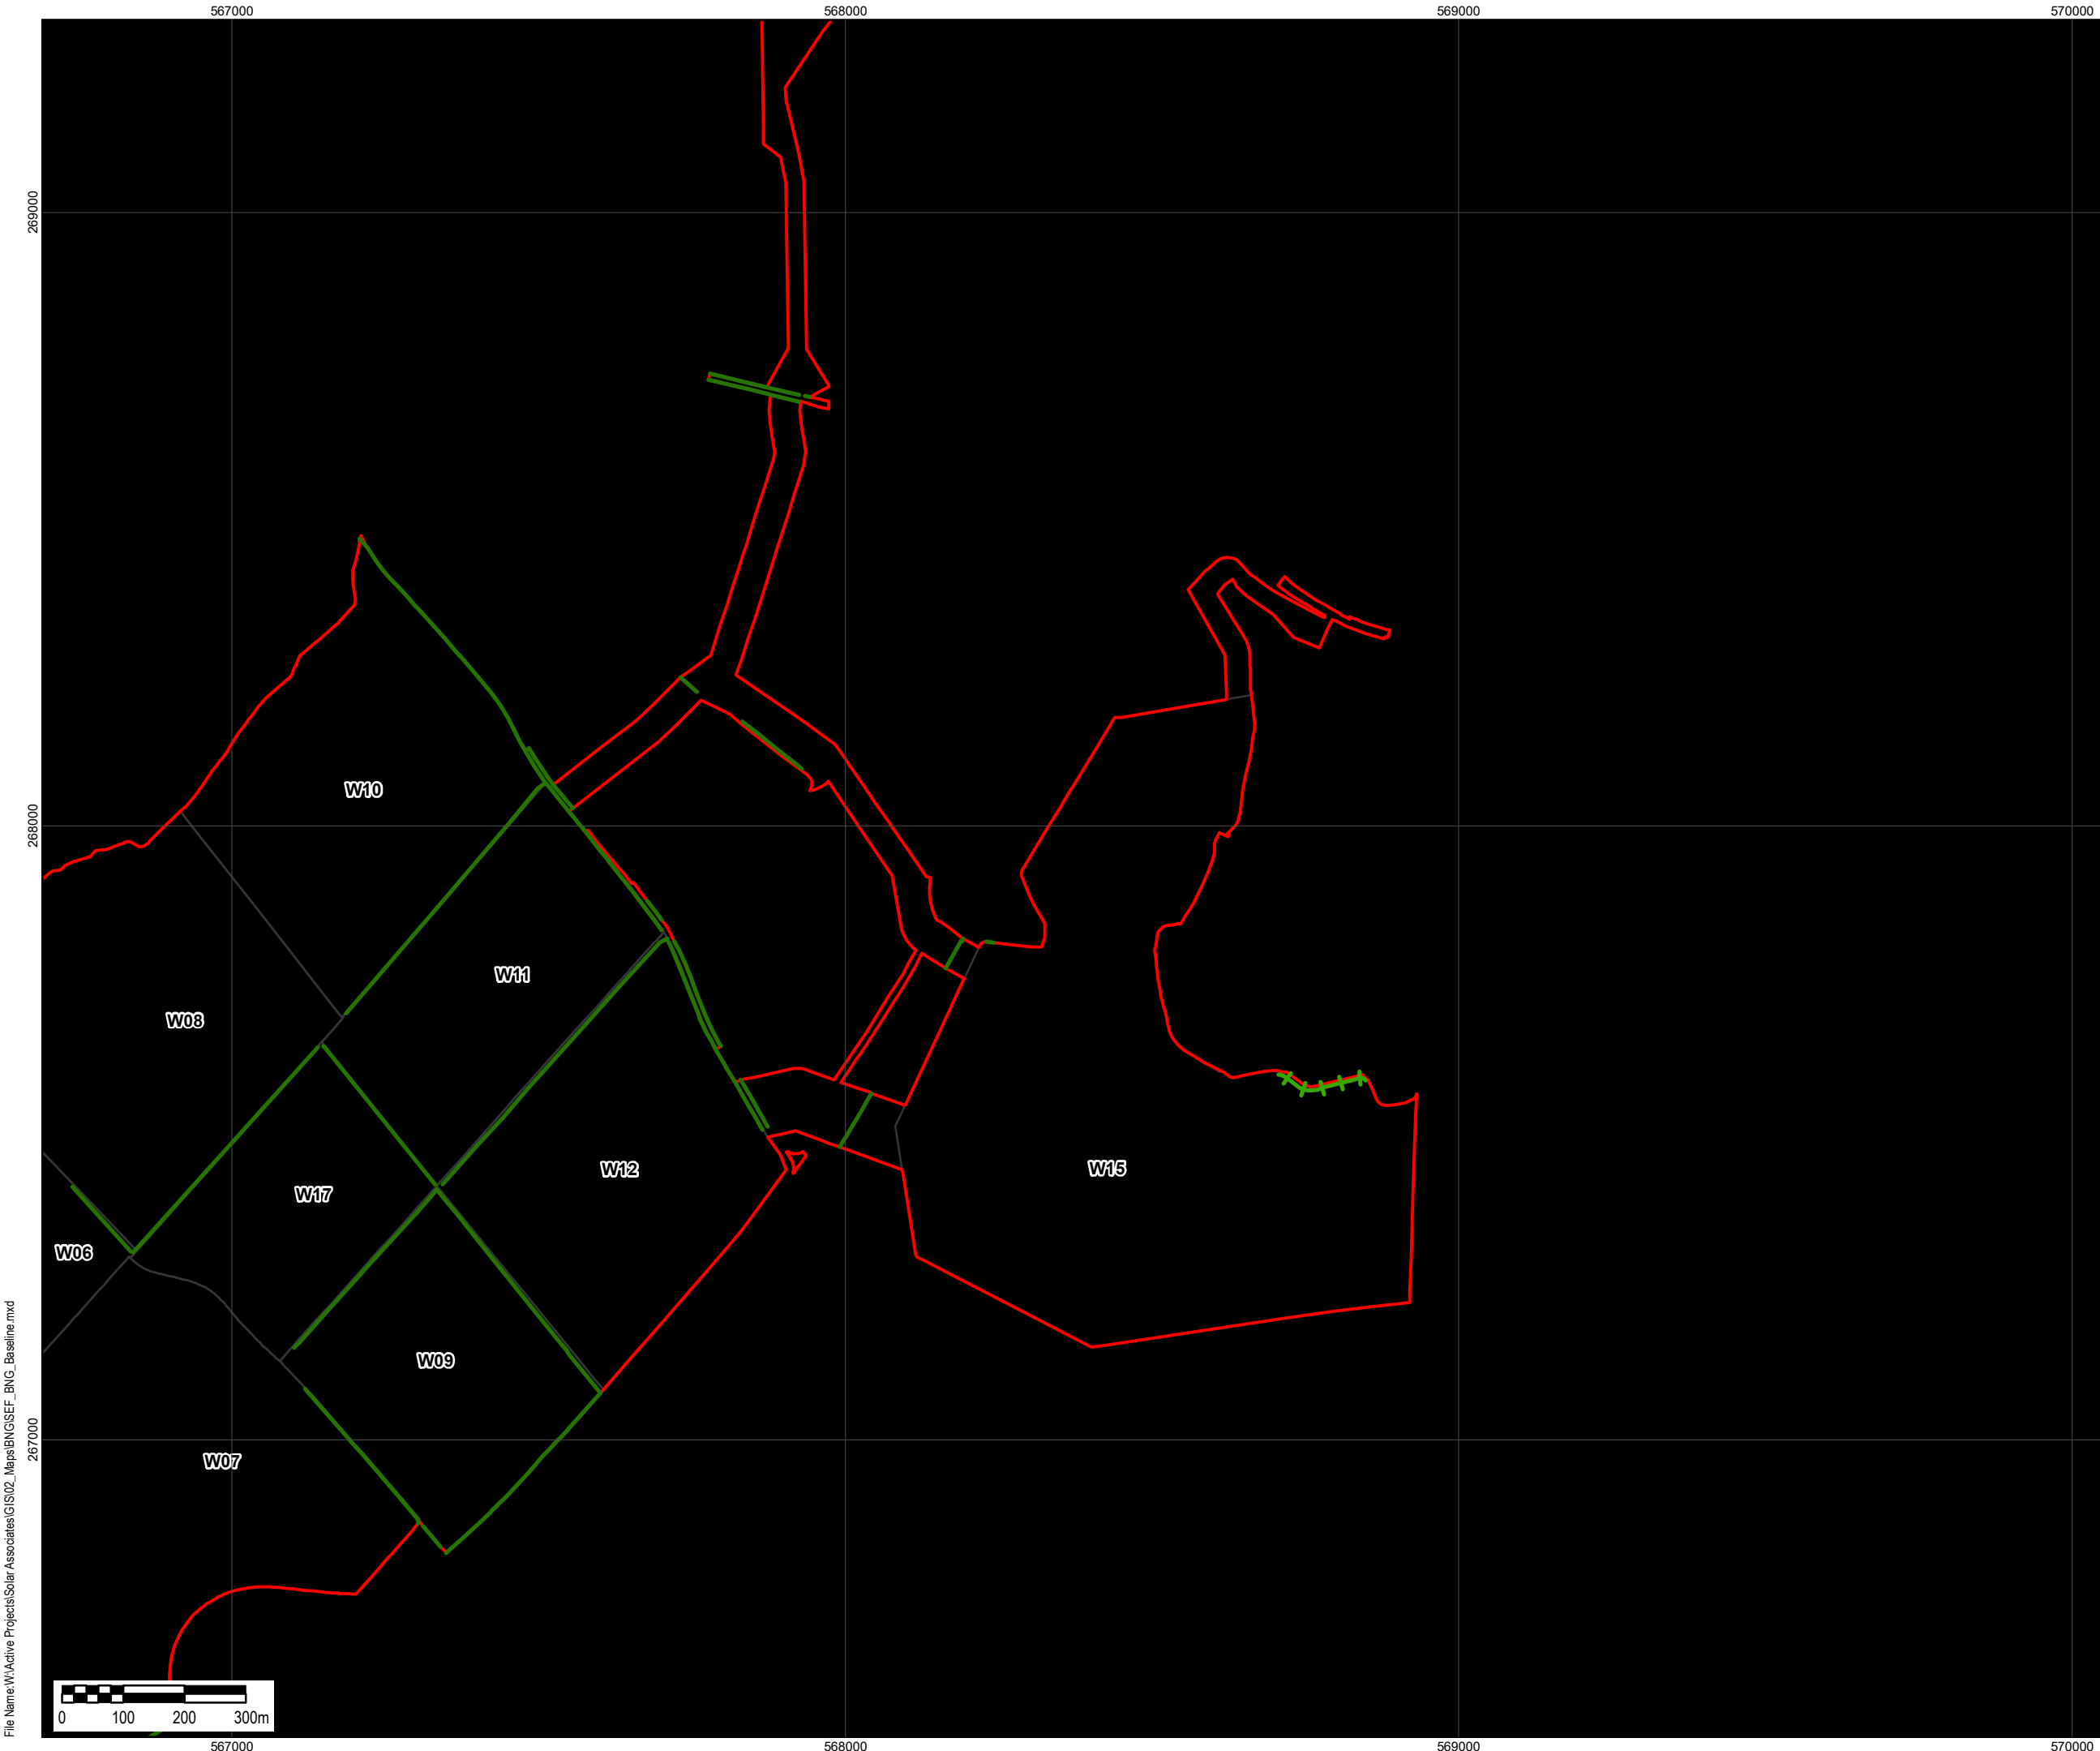 567000 568000 569000 570000
269000
W10
268000
W11
W08
W15
W12
W17
W06
W09
267000
W07
File Name:W:\Active Projects\Solar Associates\GIS\02_Maps\BNG\SEF_BNG_Baseline.mxd
0 100 200 300m
567000 568000 569000 570000